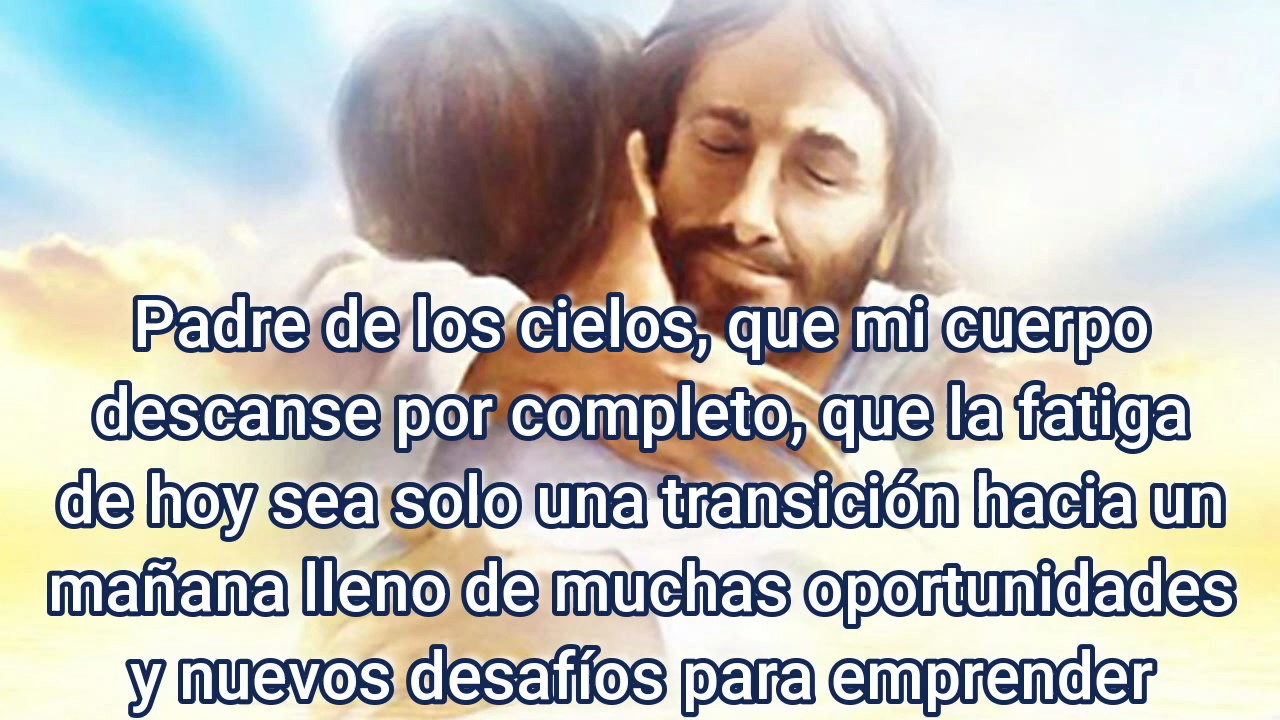 Padre de los cielos, que mi cuerpo
descanse por completo, que la fatiga
de hoy sea solo una transición hacia un
mañana lleno de muchas oportunidades
y nuevos desafíos para emprender